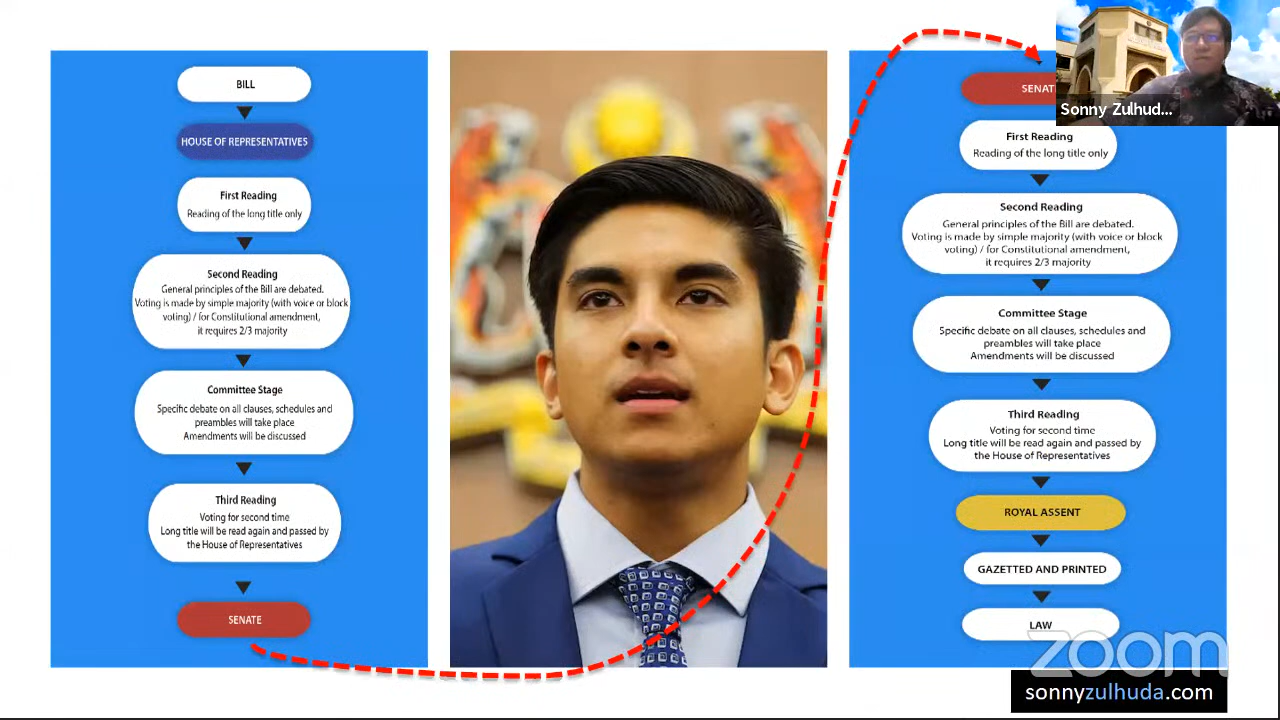 BILL
HOUSE OF REPRESENTATIVES
First Reading
Reading of the long title only
Second Reading
General principles of the Bill are debated.
Voting is made by simple majority (with voice or block
voting) / for Constitutional amendment,
it requires 2/3 majority
Committee Stage
Specific debate on all clauses, schedules and
preambles will take place
Amendments will be discussed
Third Reading
Voting for second time
Long title will be read again and passed by
the House of Representatives
SENATE
SENAT
First Reading
Reading of the long title only
Second Reading
General principles of the Bill are debated.
Voting is made by simple majority (with voice or block
voting) / for Constitutional amendment,
it requires 2/3 majority
Committee Stage
Specific debate on all clauses, schedules and
preambles will take place
Amendments will be discussed
Third Reading
Voting for second time
Long title will be read again and passed by
the House of Representatives
ROYAL ASSENT
GAZETTED AND PRINTED
LAW
Sonny Zulhud...
zoom
sonnyzulhuda.com